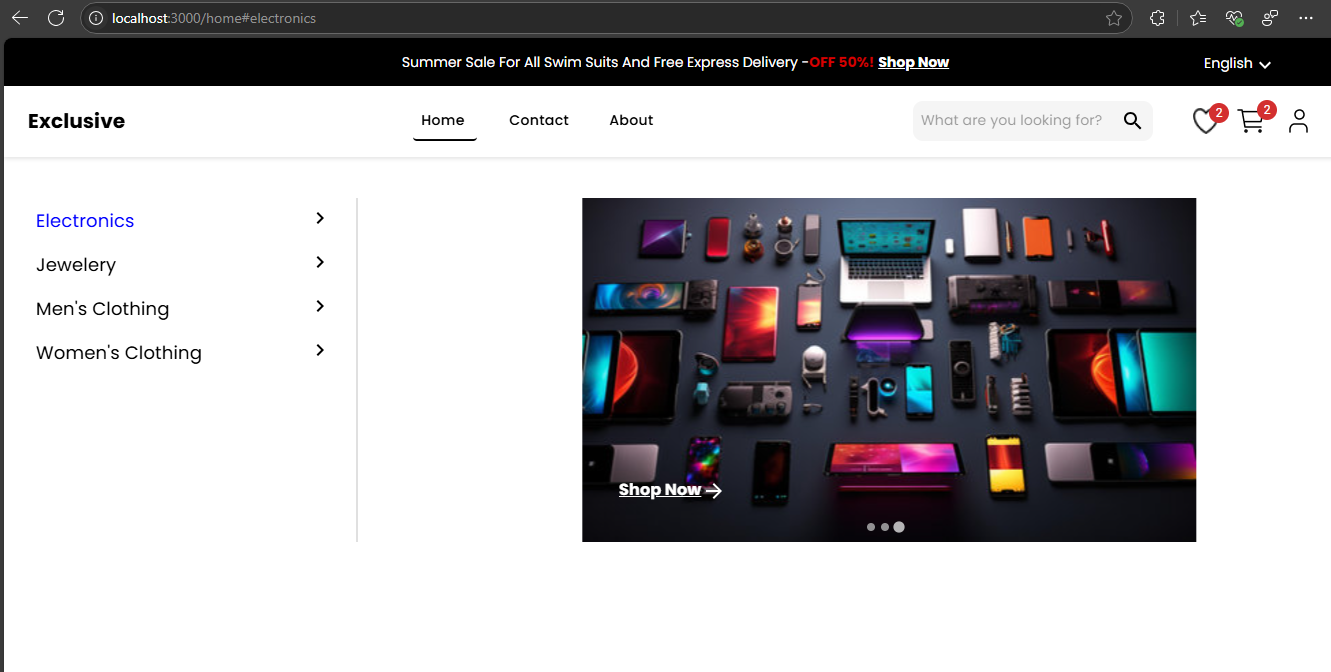 localhost:3000/home#electronics
Summer Sale For All Swim Suits And Free Express Delivery -OFF 50%! Shop Now
English
Exclusive
Home Contact About
What are you looking for?
2 2
Electronics
Jewelery
Men's Clothing
Women's Clothing
Shop Now